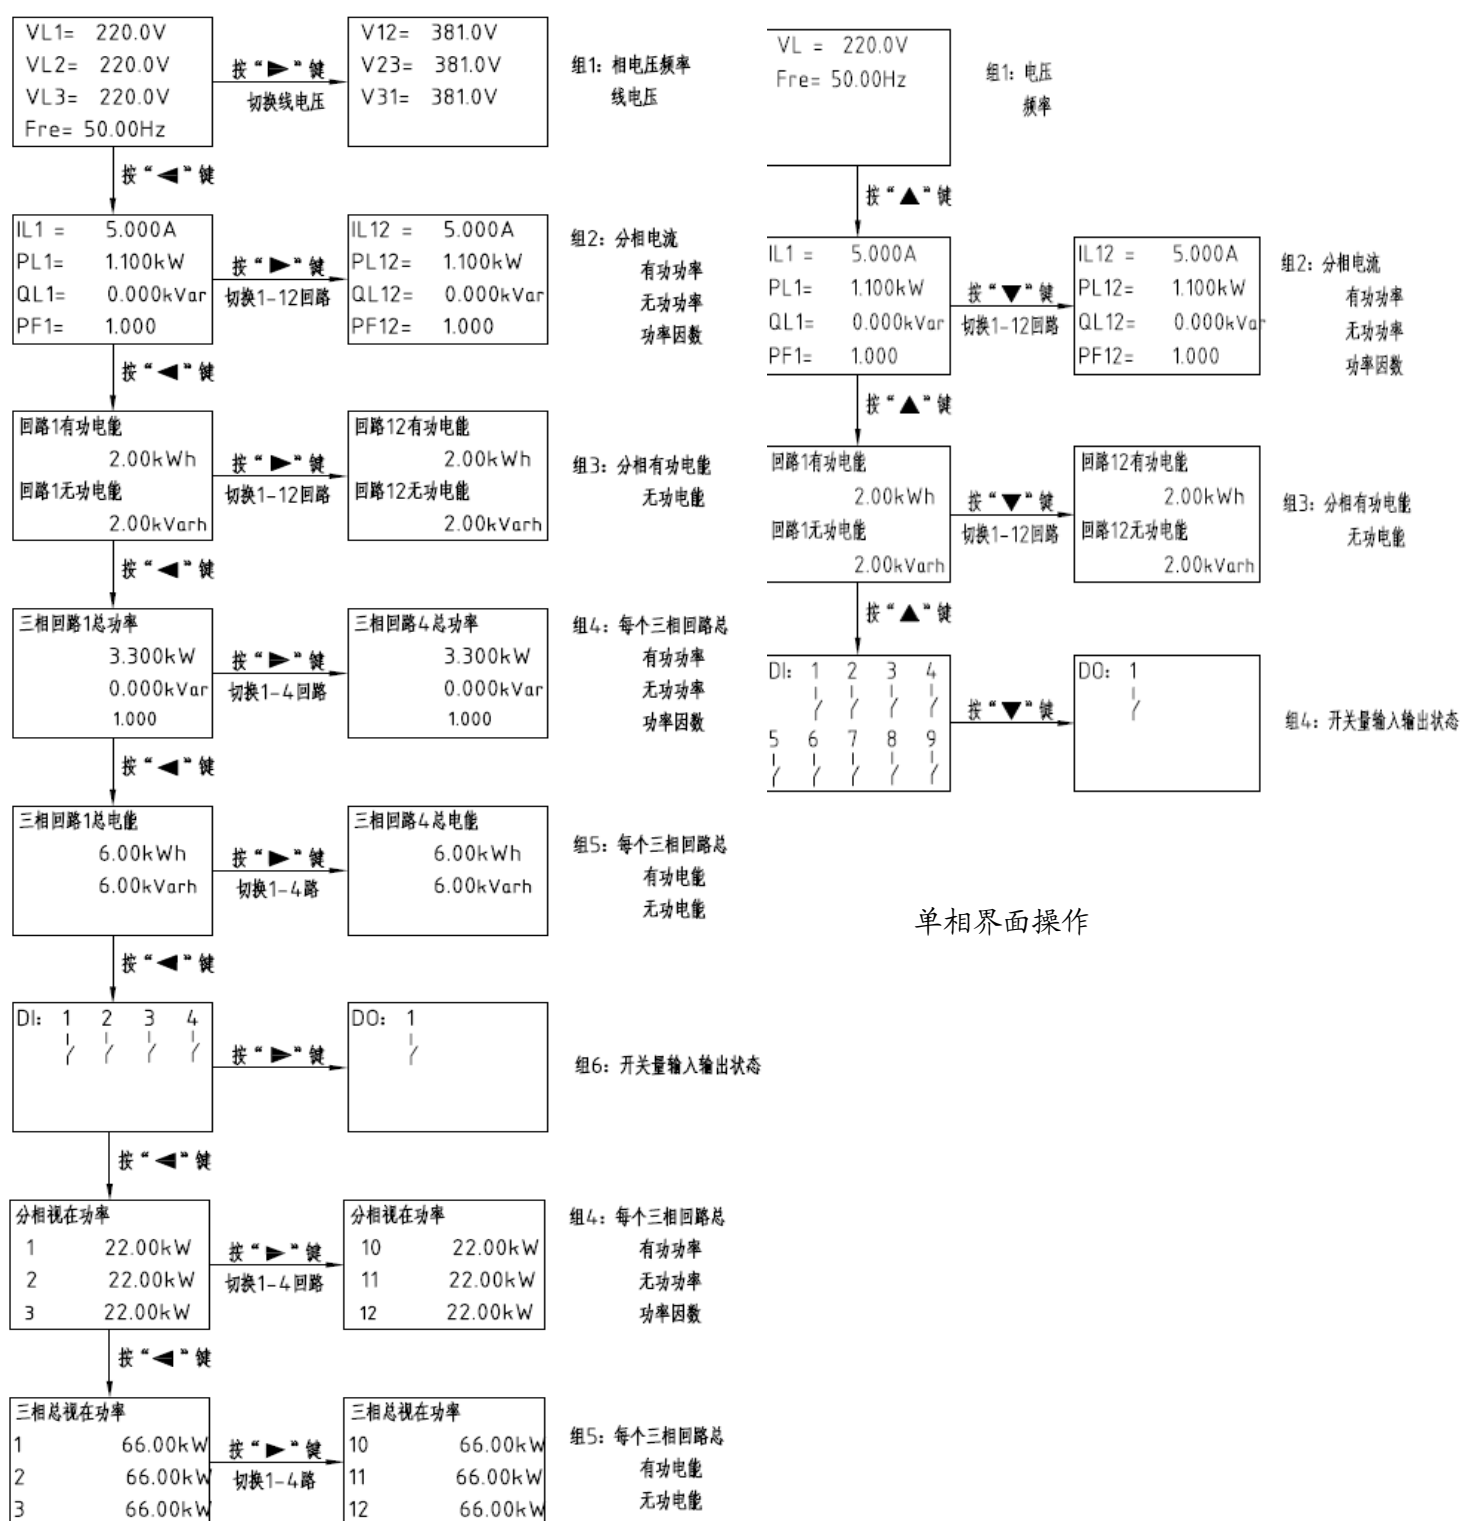 VL1= 220.0V
VL2= 220.0V
VL3= 220.0V
Fre= 50.00Hz
按“▶”键
切换线电压
V12= 381.0V
V23= 381.0V
V31= 381.0V
组1: 相电压频率
线电压
按“◀”键
IL1 = 5.000A
PL1= 1.100kW
QL1= 0.000kVar
PF1= 1.000
按“▶”键
切换1-12回路
IL12 = 5.000A
PL12= 1.100kW
QL12= 0.000kVar
PF12= 1.000
组2: 分相电流
有功功率
无功功率
功率因数
按“◀”键
回路1有功电能
2.00kWh
回路1无功电能
2.00kVarh
按“▶”键
切换1-12回路
回路12有功电能
2.00kWh
回路12无功电能
2.00kVarh
组3: 分相有功电能
无功电能
按“◀”键
三相回路1总功率
3.300kW
0.000kVar
1.000
按“▶”键
切换1-4回路
三相回路4总功率
3.300kW
0.000kVar
1.000
组4: 每个三相回路总
有功功率
无功功率
功率因数
按“◀”键
三相回路1总电能
6.00kWh
6.00kVarh
按“▶”键
切换1-4路
三相回路4总电能
6.00kWh
6.00kVarh
组5: 每个三相回路总
有功电能
无功电能
按“◀”键
DI: 1 2 3 4
按“▶”键
DO: 1
组6: 开关量输入输出状态
按“◀”键
分相视在功率
1 22.00kW
2 22.00kW
3 22.00kW
按“▶”键
切换1-4回路
分相视在功率
10 22.00kW
11 22.00kW
12 22.00kW
组4: 每个三相回路总
有功功率
无功功率
功率因数
按“◀”键
三相总视在功率
1 66.00kW
2 66.00kW
3 66.00kW
按“▶”键
切换1-4路
三相总视在功率
10 66.00kW
11 66.00kW
12 66.00kW
组5: 每个三相回路总
有功电能
无功电能
VL = 220.0V
Fre= 50.00Hz
组1: 电压
频率
按“▲”键
IL1 = 5.000A
PL1= 1.100kW
QL1= 0.000kVar
PF1= 1.000
按“▼”键
切换1-12回路
IL12 = 5.000A
PL12= 1.100kW
QL12= 0.000kVar
PF12= 1.000
组2: 分相电流
有功功率
无功功率
功率因数
按“▲”键
回路1有功电能
2.00kWh
回路1无功电能
2.00kVarh
按“▼”键
切换1-12回路
回路12有功电能
2.00kWh
回路12无功电能
2.00kVarh
组3: 分相有功电能
无功电能
按“▲”键
DI: 1 2 3 4
5 6 7 8 9
按“▼”键
DO: 1
组4: 开关量输入输出状态
单相界面操作